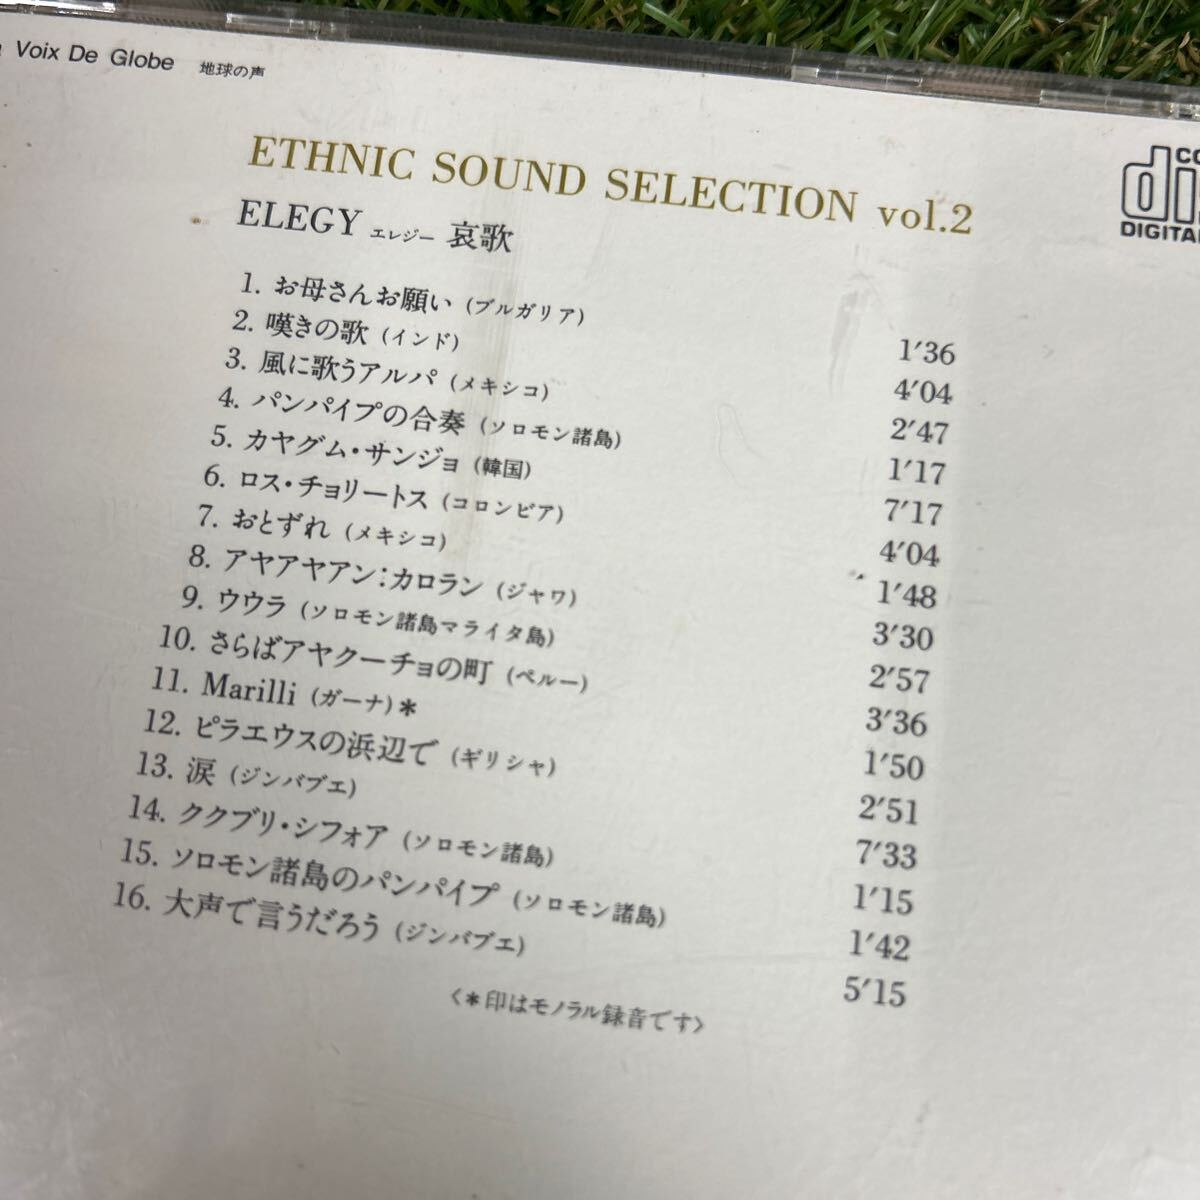 Voix De Globe 地球の声
ETHNIC SOUND SELECTION vol.2
ELEGY エレジー 哀歌
1. お母さんお願い (ブルガリア) 1'36
2. 嘆きの歌 (インド) 4'04
3. 風に歌うアルパ (メキシコ) 2'47
4. パンパイプの合奏 (ソロモン諸島) 1'17
5. カヤグム・サンジョ (韓国) 7'17
6. ロス・チョリートス (コロンビア) 4'04
7. おとずれ (メキシコ) 1'48
8. アヤアヤアン:カロラン (ジャワ) 3'30
9. ウウラ (ソロモン諸島マライタ島) 2'57
10. さらばアヤクーチョの町 (ペルー) 3'36
11. Marilli (ガーナ)* 1'50
12. ピラエウスの浜辺で (ギリシャ) 2'51
13. 涙 (ジンバブエ) 7'33
14. ククブリ・シフォア (ソロモン諸島) 1'15
15. ソロモン諸島のパンパイプ (ソロモン諸島) 1'42
16. 大声で言うだろう (ジンバブエ) 5'15
〈*印はモノラル録音です〉
DIGITAL